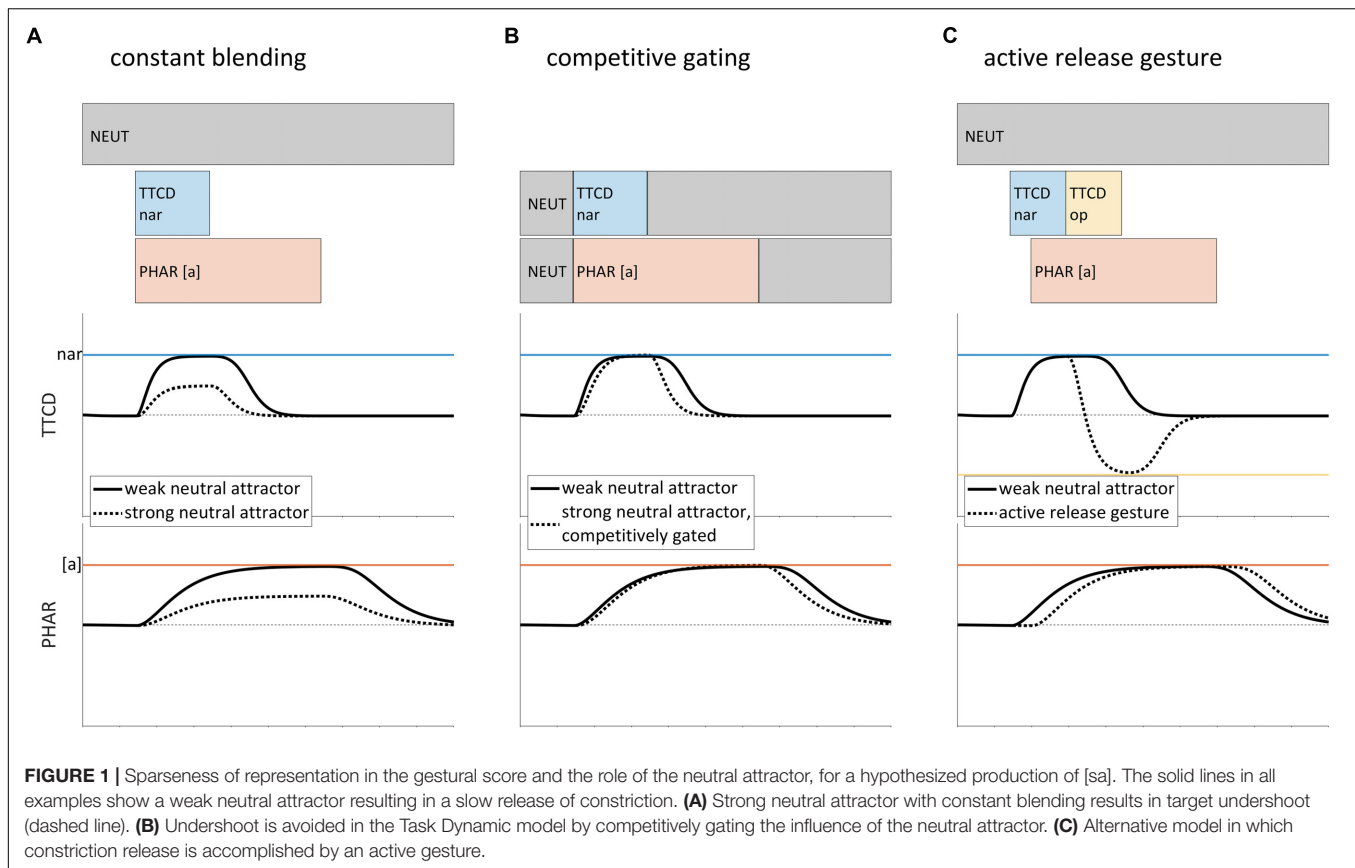 A
constant blending
NEUT
TTCD
nar
PHAR [a]
nar
TTCD
weak neutral attractor
strong neutral attractor
[a]
PHAR
B
competitive gating
NEUT
TTCD
nar
NEUT
PHAR [a]
weak neutral attractor
strong neutral attractor,
competitively gated
C
active release gesture
NEUT
TTCD
nar
TTCD
op
PHAR [a]
weak neutral attractor
active release gesture
FIGURE 1 | Sparseness of representation in the gestural score and the role of the neutral attractor, for a hypothesized production of [sa]. The solid lines in all
examples show a weak neutral attractor resulting in a slow release of constriction. (A) Strong neutral attractor with constant blending results in target undershoot
(dashed line). (B) Undershoot is avoided in the Task Dynamic model by competitively gating the influence of the neutral attractor. (C) Alternative model in which
constriction release is accomplished by an active gesture.